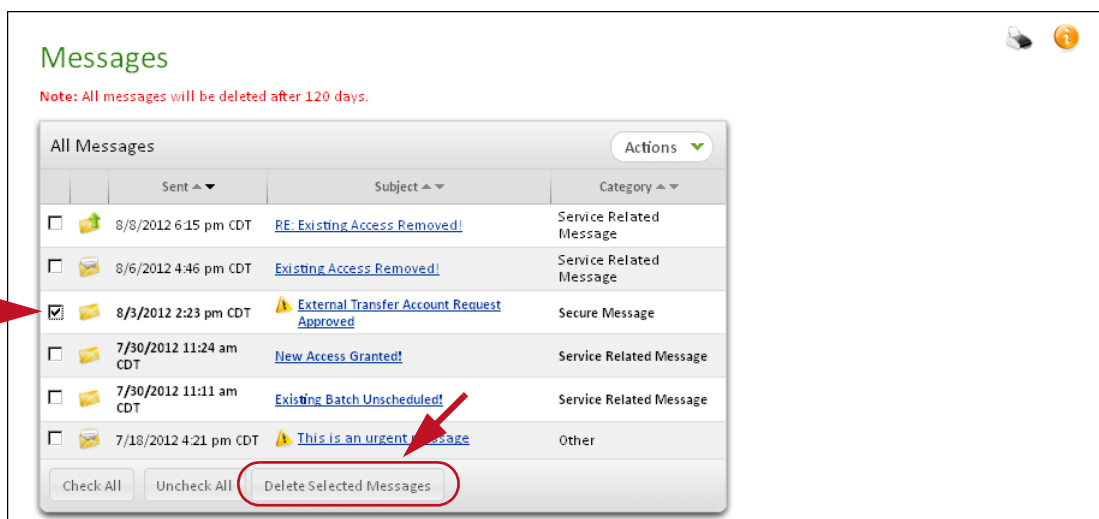 Messages
Note: All messages will be deleted after 120 days.
All Messages
Actions
Sent
Subject
Category
8/8/2012 6:15 pm CDT
RE: Existing Access Removed!
Service Related
Message
8/6/2012 4:46 pm CDT
Existing Access Removed!
Service Related
Message
8/3/2012 2:23 pm CDT
External Transfer Account Request
Approved
Secure Message
7/30/2012 11:24 am
CDT
New Access Granted!
Service Related Message
7/30/2012 11:11 am
CDT
Existing Batch Unscheduled!
Service Related Message
7/18/2012 4:21 pm CDT
This is an urgent message
Other
Check All
Uncheck All
Delete Selected Messages